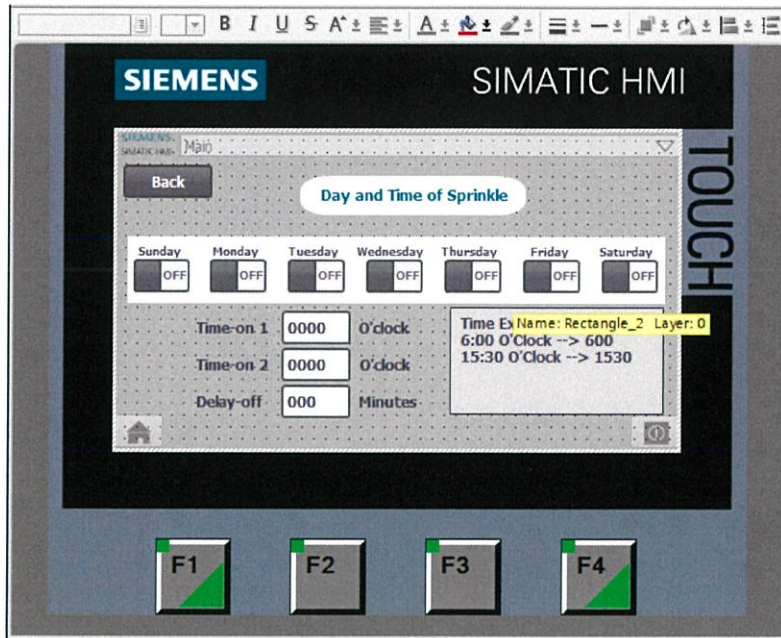 B I U S A A
SIEMENS
SIMATIC HMI
TOUCH
SIEMENS
SIMATIC HMI
Main
Back
Day and Time of Sprinkle
Sunday Monday Tuesday Wednesday Thursday Friday Saturday
OFF OFF OFF OFF OFF OFF OFF
Time-on 1 0000 O'clock
Time-on 2 0000 O'clock
Delay-off 000 Minutes
Time Ex
Name: Rectangle_2 Layer: 0
6:00 O'Clock --> 600
15:30 O'Clock --> 1530
F1 F2 F3 F4